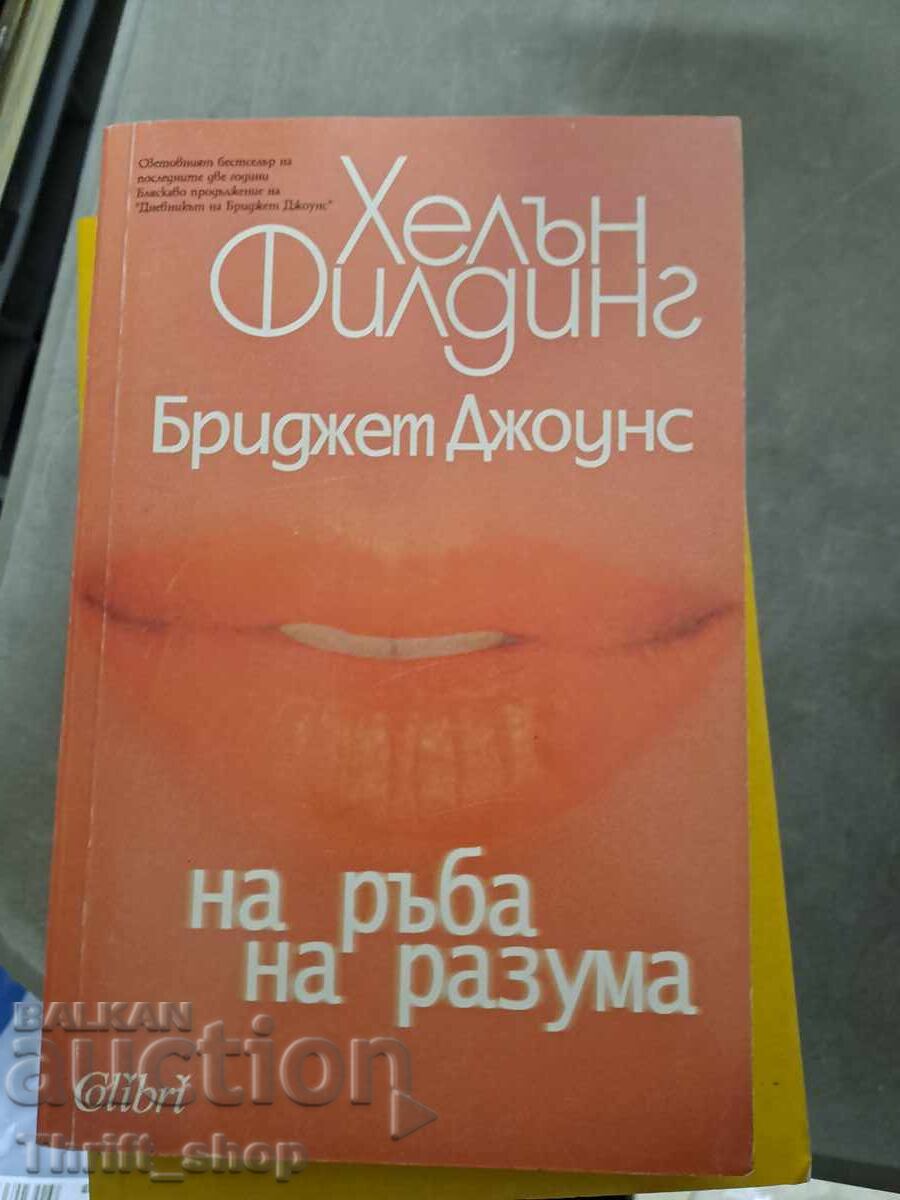 Световният бестселър на
последните две години
Бляскаво продължение на
"Дневникът на Бриджет Джоунс"
Хелън
Филдинг
Бриджет Джоунс
на ръба
на разума
BALKAN
auction
Colibri
Thrift_shop